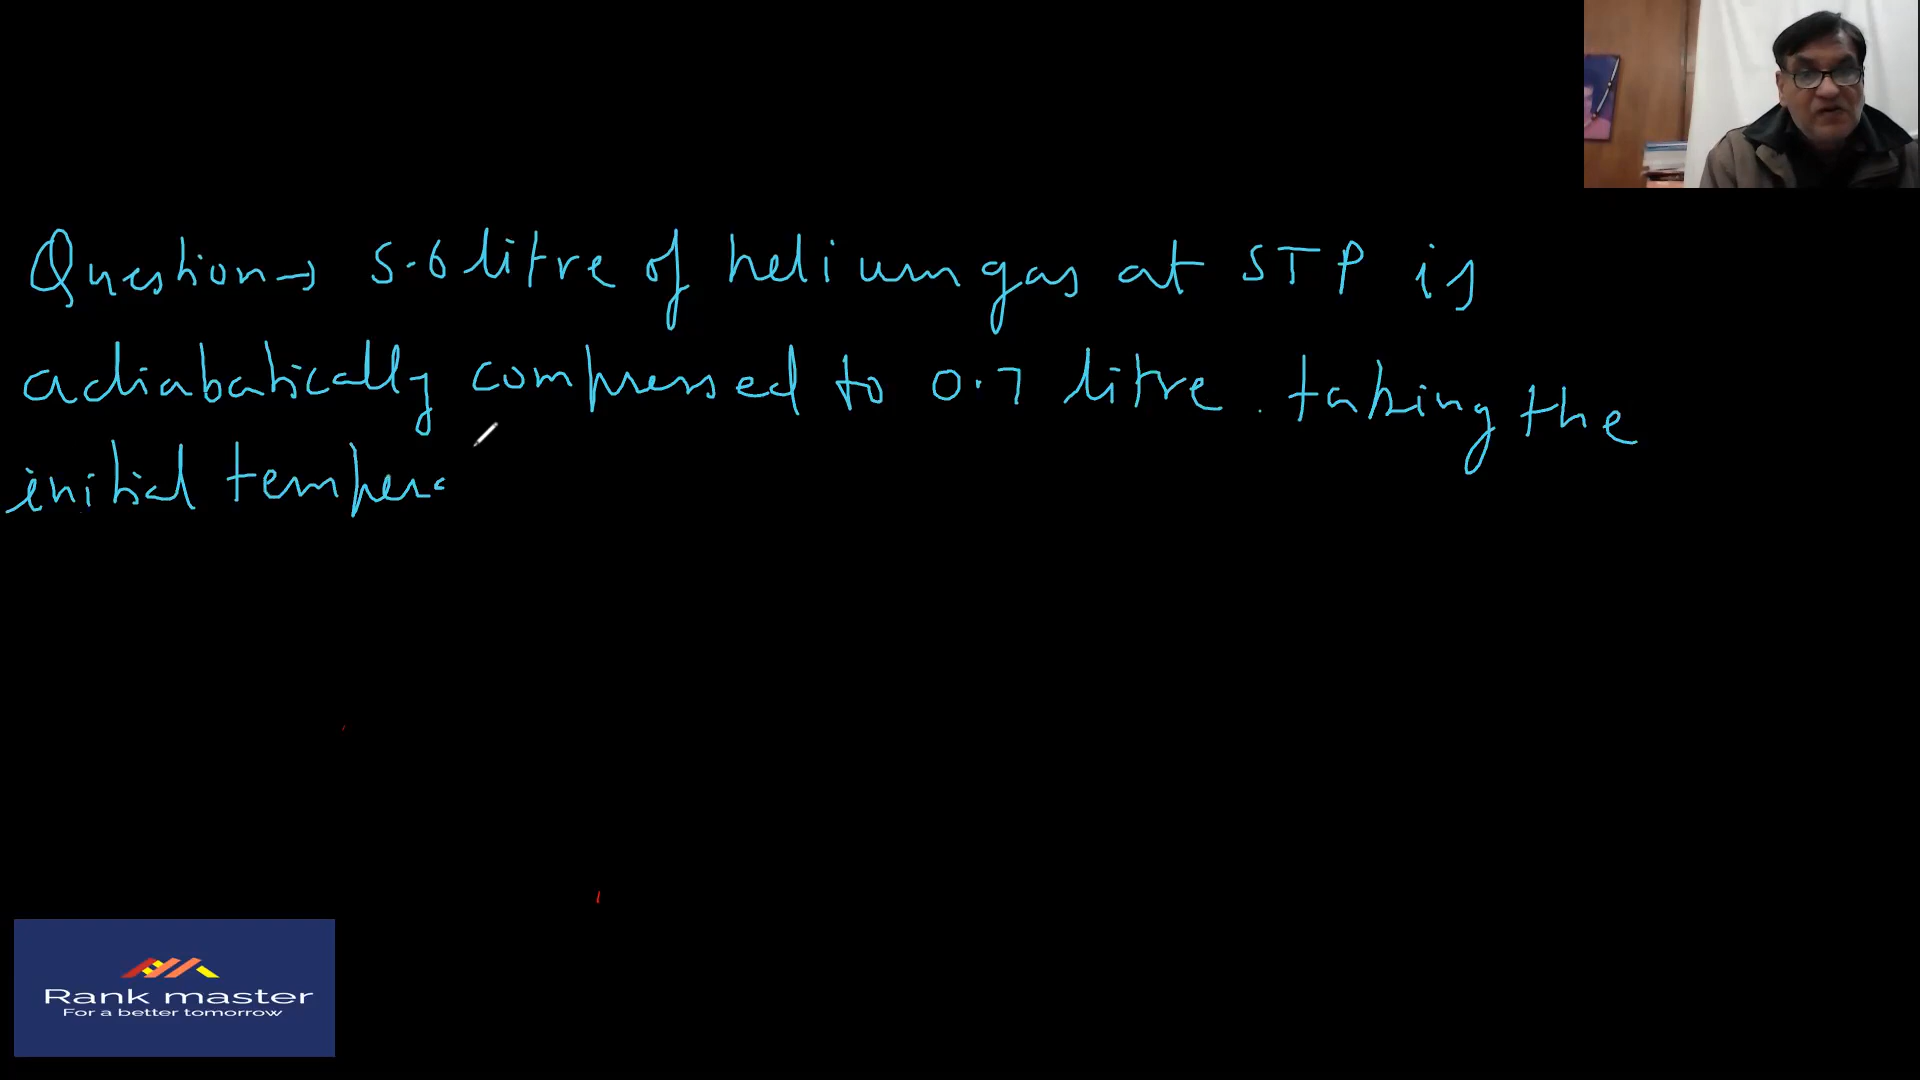 Question → 5.6 litre of helium gas at STP is
adiabatically compressed to 0.7 litre. taking the
initial tempera
Rank master
For a better tomorrow